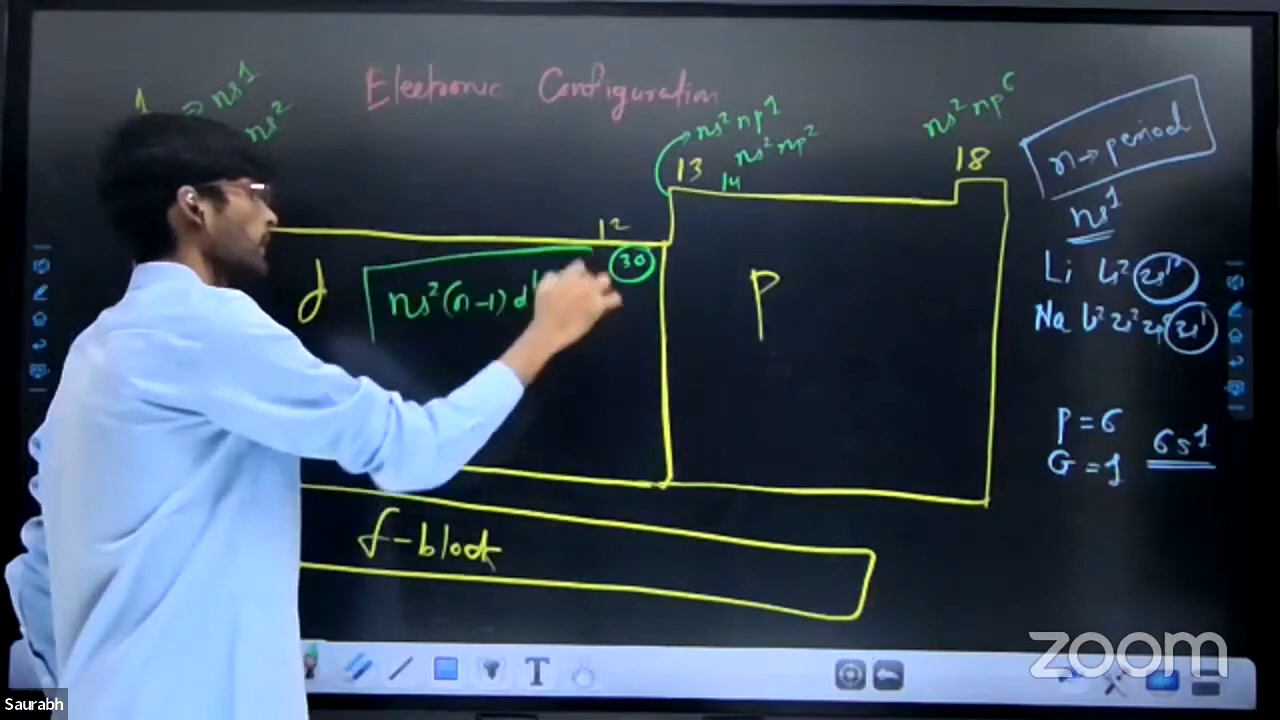 Electronic Configuration
1
⇒ ns¹
ns²
ns² np¹
ns² np²
ns² np⁶
13
14
18
12
n → period
ns¹
d
ns² (n-1) d
30
P
Li 1s² 2s¹
Na 1s² 2s² 2p⁶ 3s¹
P = 6
G = 1
6s¹
f-block
T
zoom
Saurabh